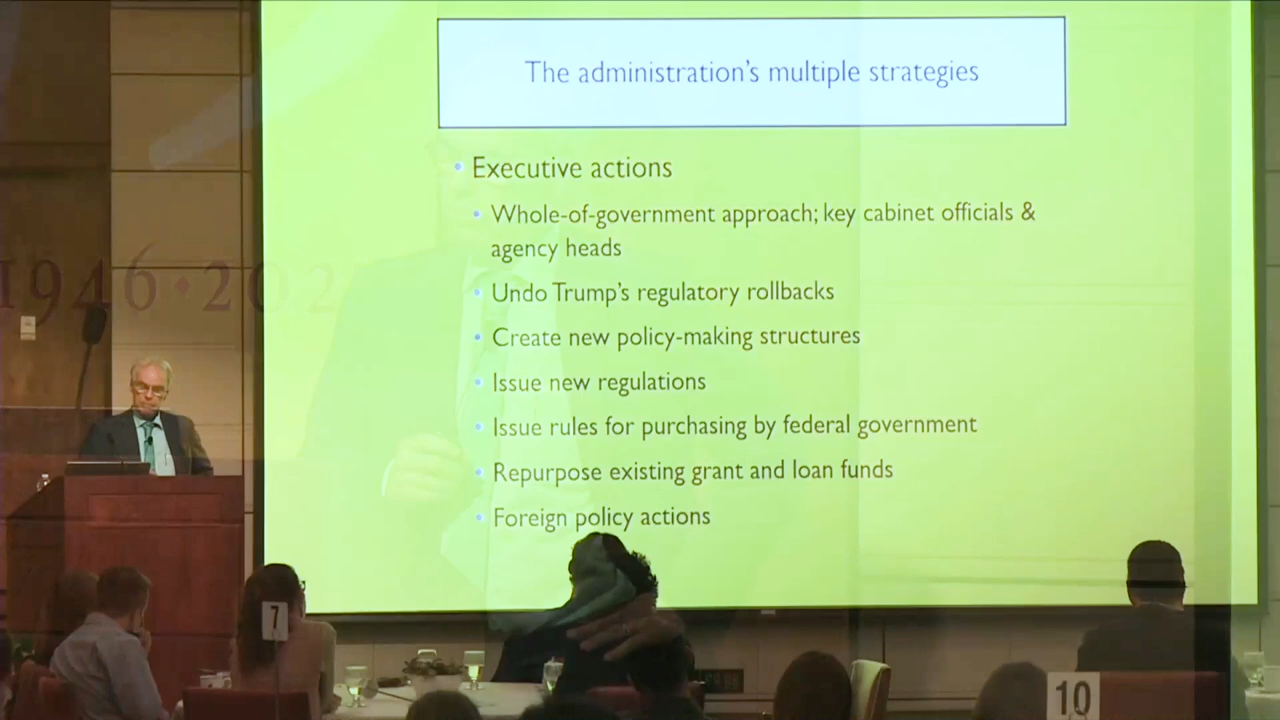 The administration's multiple strategies
• Executive actions
• Whole-of-government approach; key cabinet officials &
agency heads
• Undo Trump's regulatory rollbacks
• Create new policy-making structures
• Issue new regulations
• Issue rules for purchasing by federal government
• Repurpose existing grant and loan funds
• Foreign policy actions
1946•202
7
10